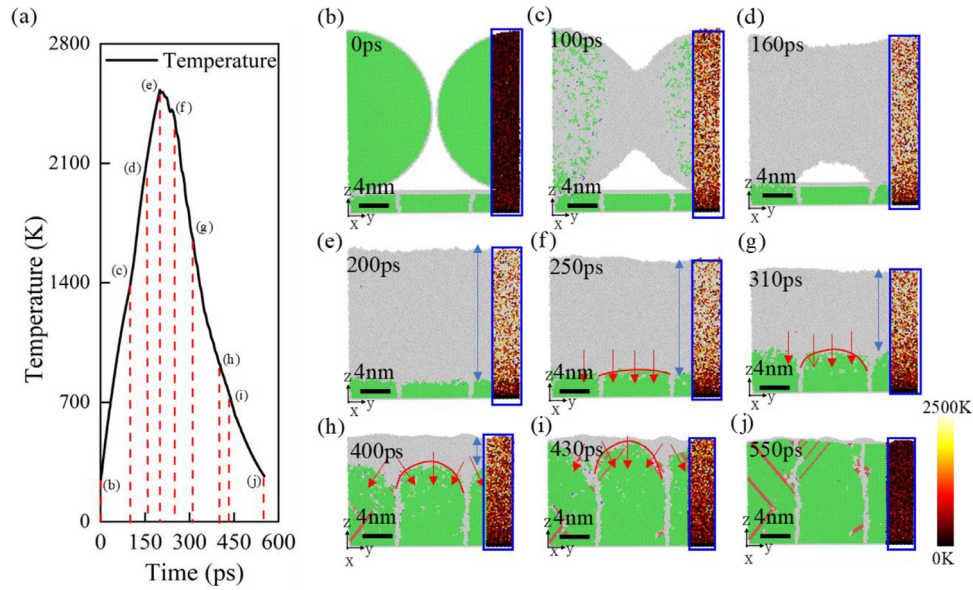 (a)
2800
2100
1400
700
0
Temperature (K)
Temperature
(b)
(c)
(d)
(e)
(f)
(g)
(h)
(i)
(j)
0 150 300 450 600
Time (ps)
(b)
0ps
4nm
z
x y
(c)
100ps
4nm
z
x y
(d)
160ps
4nm
z
x y
(e)
200ps
4nm
z
x y
(f)
250ps
4nm
z
x y
(g)
310ps
4nm
z
x y
(h)
400ps
4nm
z
x y
(i)
430ps
4nm
z
x y
(j)
550ps
4nm
z
x y
2500K
0K